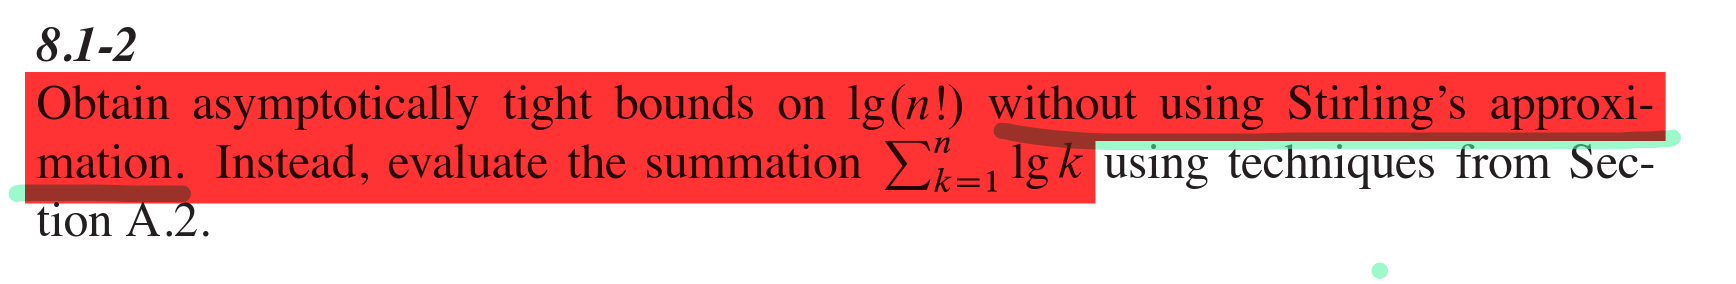 8.1-2
Obtain asymptotically tight bounds on lg(n!) without using Stirling’s approxi-
mation. Instead, evaluate the summation ∑ⁿₖ₌₁ lg k using techniques from Sec-
tion A.2.